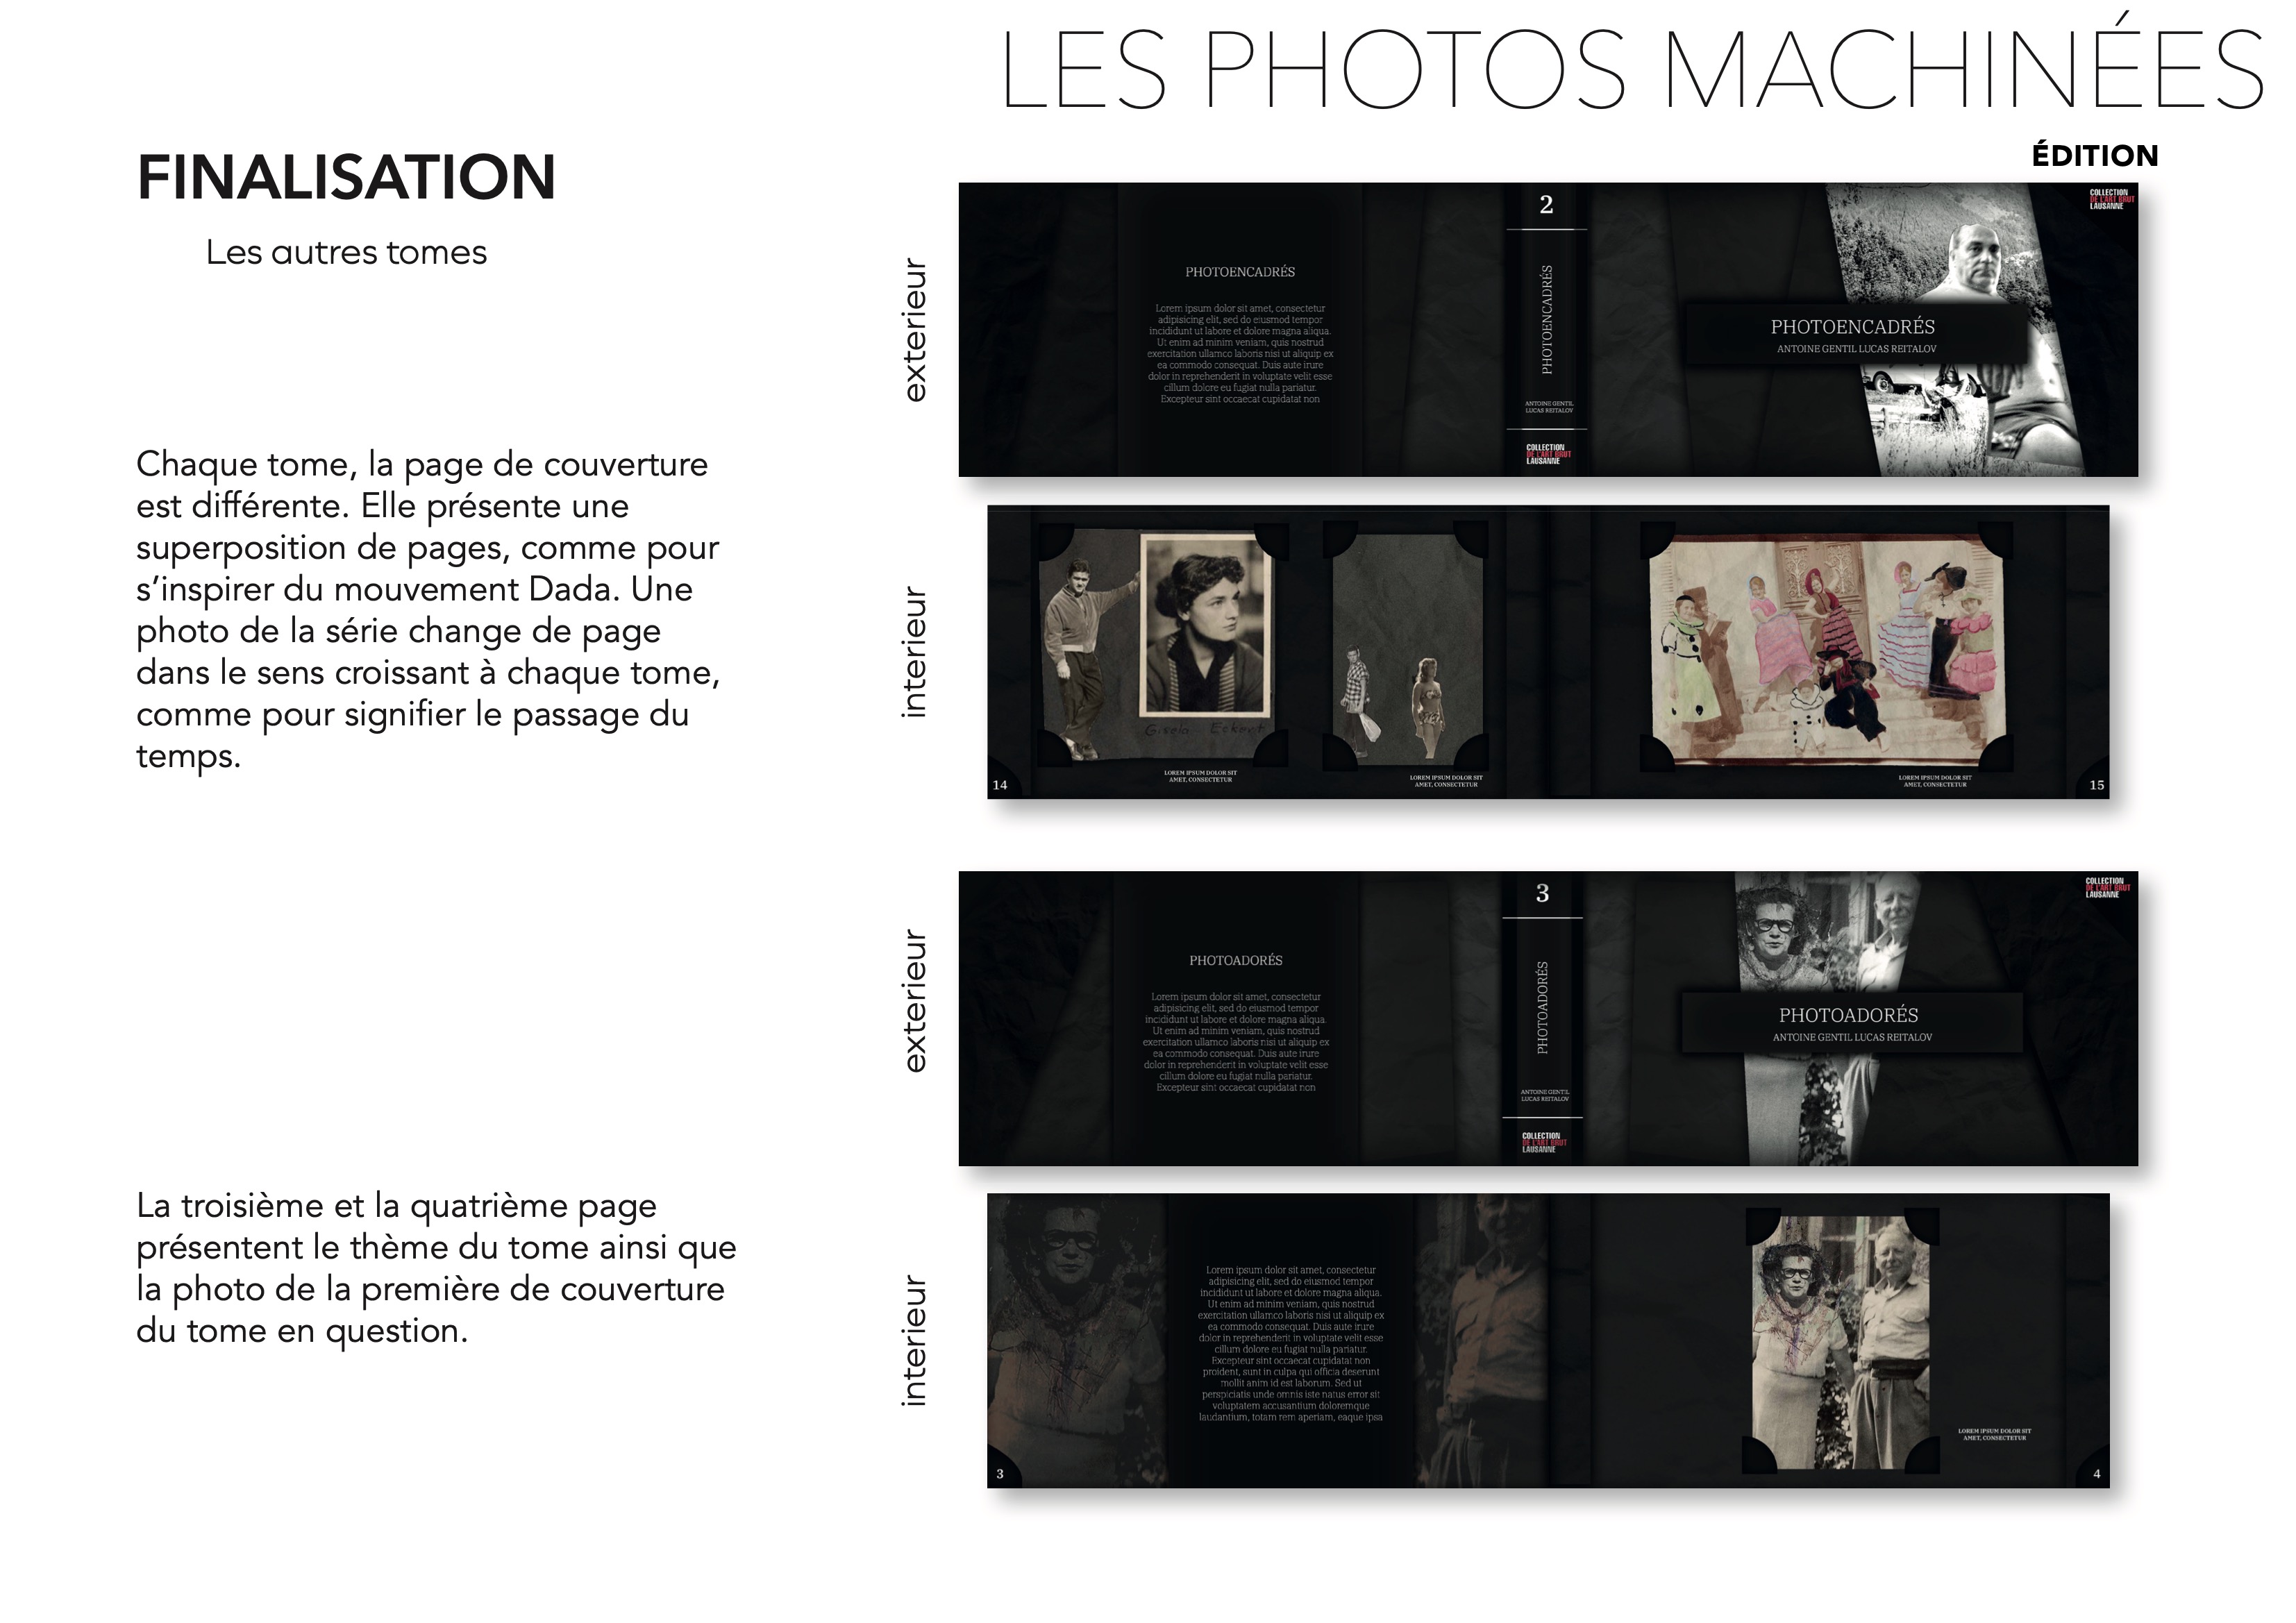 LES PHOTOS MACHINÉES
ÉDITION
FINALISATION
Les autres tomes
Chaque tome, la page de couverture
est différente. Elle présente une
superposition de pages, comme pour
s’inspirer du mouvement Dada. Une
photo de la série change de page
dans le sens croissant à chaque tome,
comme pour signifier le passage du
temps.
La troisième et la quatrième page
présentent le thème du tome ainsi que
la photo de la première de couverture
du tome en question.
exterieur
PHOTOENCADRÉS
Lorem ipsum dolor sit amet, consectetur
adipisicing elit, sed do eiusmod tempor
incididunt ut labore et dolore magna aliqua.
Ut enim ad minim veniam, quis nostrud
exercitation ullamco laboris nisi ut aliquip ex
ea commodo consequat. Duis aute irure
dolor in reprehenderit in voluptate velit esse
cillum dolore eu fugiat nulla pariatur.
Excepteur sint occaecat cupidatat non
2
PHOTOENCADRÉS
ANTOINE GENTIL
LUCAS REITALOV
COLLECTION
DE L'ART BRUT
LAUSANNE
PHOTOENCADRÉS
ANTOINE GENTIL LUCAS REITALOV
COLLECTION
DE L'ART BRUT
LAUSANNE
interieur
Gisela Eckert
LOREM IPSUM DOLOR SIT
AMET, CONSECTETUR
LOREM IPSUM DOLOR SIT
AMET, CONSECTETUR
LOREM IPSUM DOLOR SIT
AMET, CONSECTETUR
14
15
exterieur
PHOTOADORÉS
Lorem ipsum dolor sit amet, consectetur
adipisicing elit, sed do eiusmod tempor
incididunt ut labore et dolore magna aliqua.
Ut enim ad minim veniam, quis nostrud
exercitation ullamco laboris nisi ut aliquip ex
ea commodo consequat. Duis aute irure
dolor in reprehenderit in voluptate velit esse
cillum dolore eu fugiat nulla pariatur.
Excepteur sint occaecat cupidatat non
3
PHOTOADORÉS
ANTOINE GENTIL
LUCAS REITALOV
COLLECTION
DE L'ART BRUT
LAUSANNE
PHOTOADORÉS
ANTOINE GENTIL LUCAS REITALOV
COLLECTION
DE L'ART BRUT
LAUSANNE
interieur
Lorem ipsum dolor sit amet, consectetur
adipisicing elit, sed do eiusmod tempor
incididunt ut labore et dolore magna aliqua.
Ut enim ad minim veniam, quis nostrud
exercitation ullamco laboris nisi ut aliquip ex
ea commodo consequat. Duis aute irure
dolor in reprehenderit in voluptate velit esse
cillum dolore eu fugiat nulla pariatur.
Excepteur sint occaecat cupidatat non
proident, sunt in culpa qui officia deserunt
mollit anim id est laborum. Sed ut
perspiciatis unde omnis iste natus error sit
voluptatem accusantium doloremque
laudantium, totam rem aperiam, eaque ipsa
LOREM IPSUM DOLOR SIT
AMET, CONSECTETUR
3
4